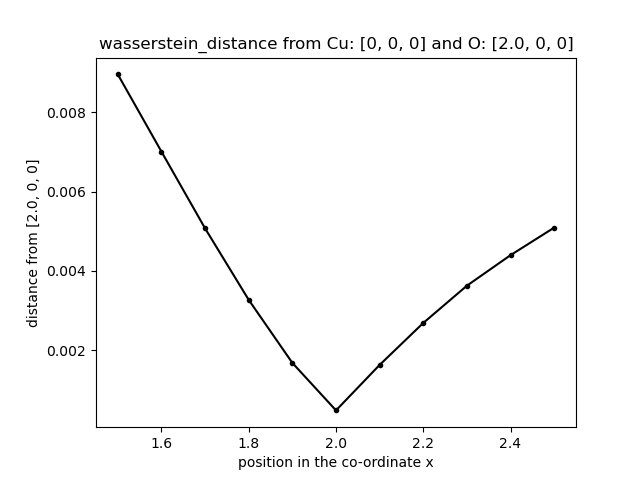 wasserstein_distance from Cu: [0, 0, 0] and O: [2.0, 0, 0]
0.008
0.006
0.004
0.002
distance from [2.0, 0, 0]
1.6 1.8 2.0 2.2 2.4
position in the co-ordinate x